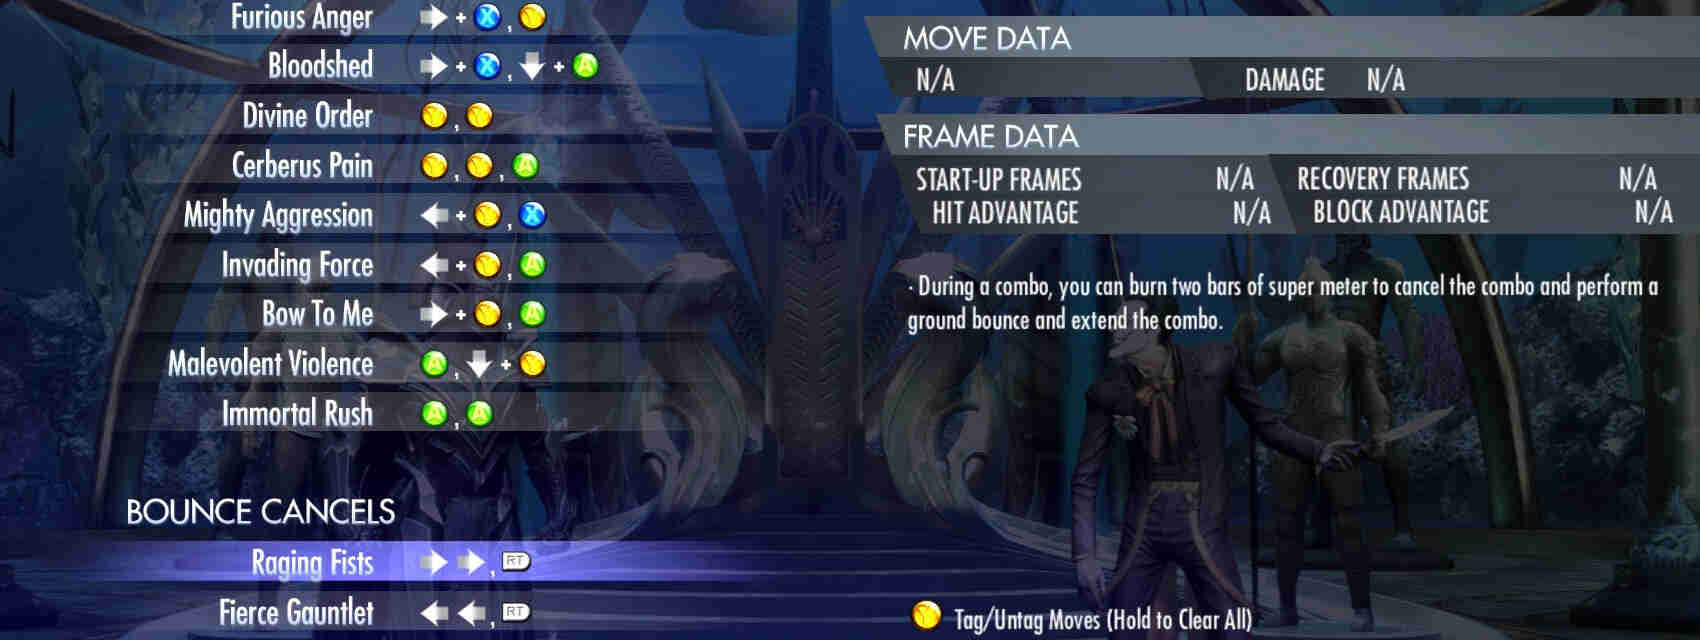 Furious Anger + X , Y
Bloodshed + X , + A
Divine Order Y , Y
Cerberus Pain Y , Y , A
Mighty Aggression + Y , X
Invading Force + Y , A
Bow To Me + Y , A
Malevolent Violence A , + Y
Immortal Rush A , A
BOUNCE CANCELS
Raging Fists , RT
Fierce Gauntlet , RT
MOVE DATA
N/A DAMAGE N/A
FRAME DATA
START-UP FRAMES N/A RECOVERY FRAMES N/A
HIT ADVANTAGE N/A BLOCK ADVANTAGE N/A
· During a combo, you can burn two bars of super meter to cancel the combo and perform a
ground bounce and extend the combo.
Y Tag/Untag Moves (Hold to Clear All)